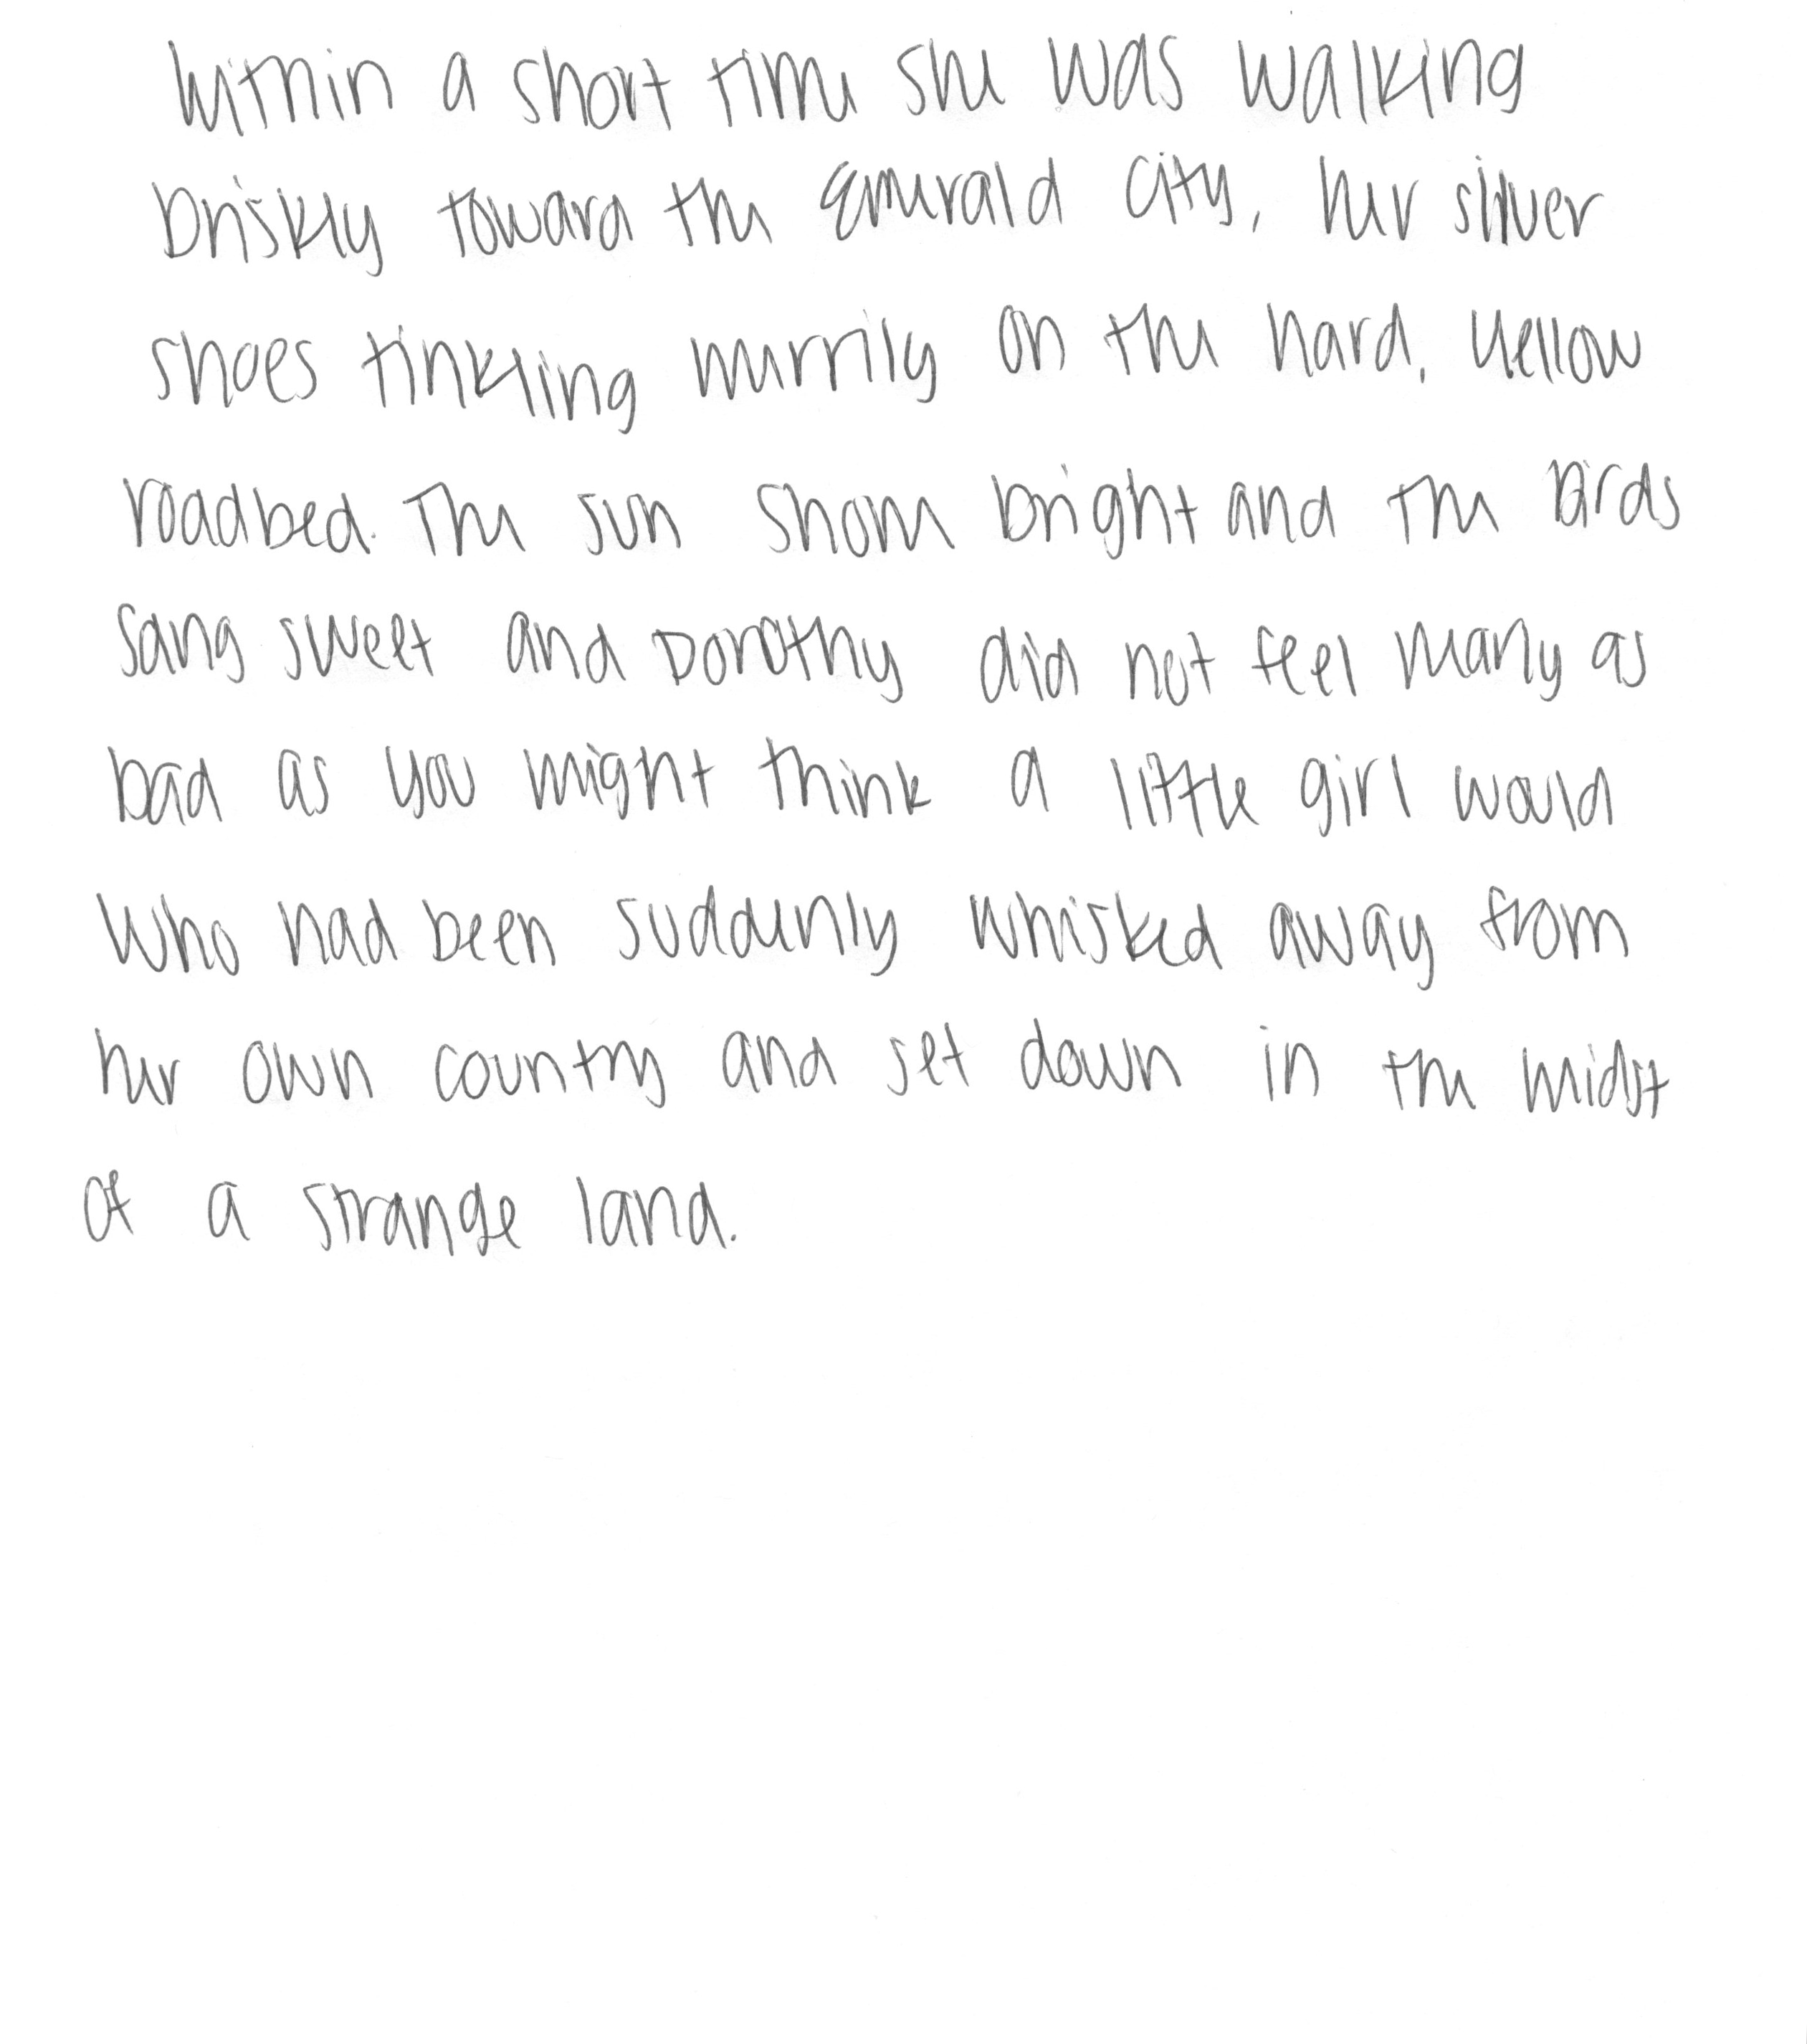 Within a short time she was walking
briskly toward the Emerald City, her silver
shoes tinkling merrily on the hard, yellow
roadbed. The sun shone bright and the birds
sang sweet and Dorothy did not feel many as
bad as you might think a little girl would
who had been suddenly whisked away from
her own country and set down in the midst
of a strange land.